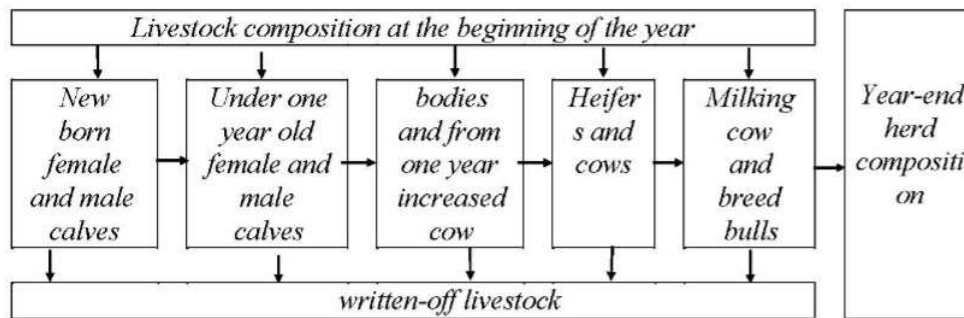 Livestock composition at the beginning of the year
New
born
female
and male
calves
Under one
year old
female and
male
calves
bodies
and from
one year
increased
cow
Heifer
s and
cows
Milking
cow
and
breed
bulls
Year-end
herd
compositi
on
written-off livestock